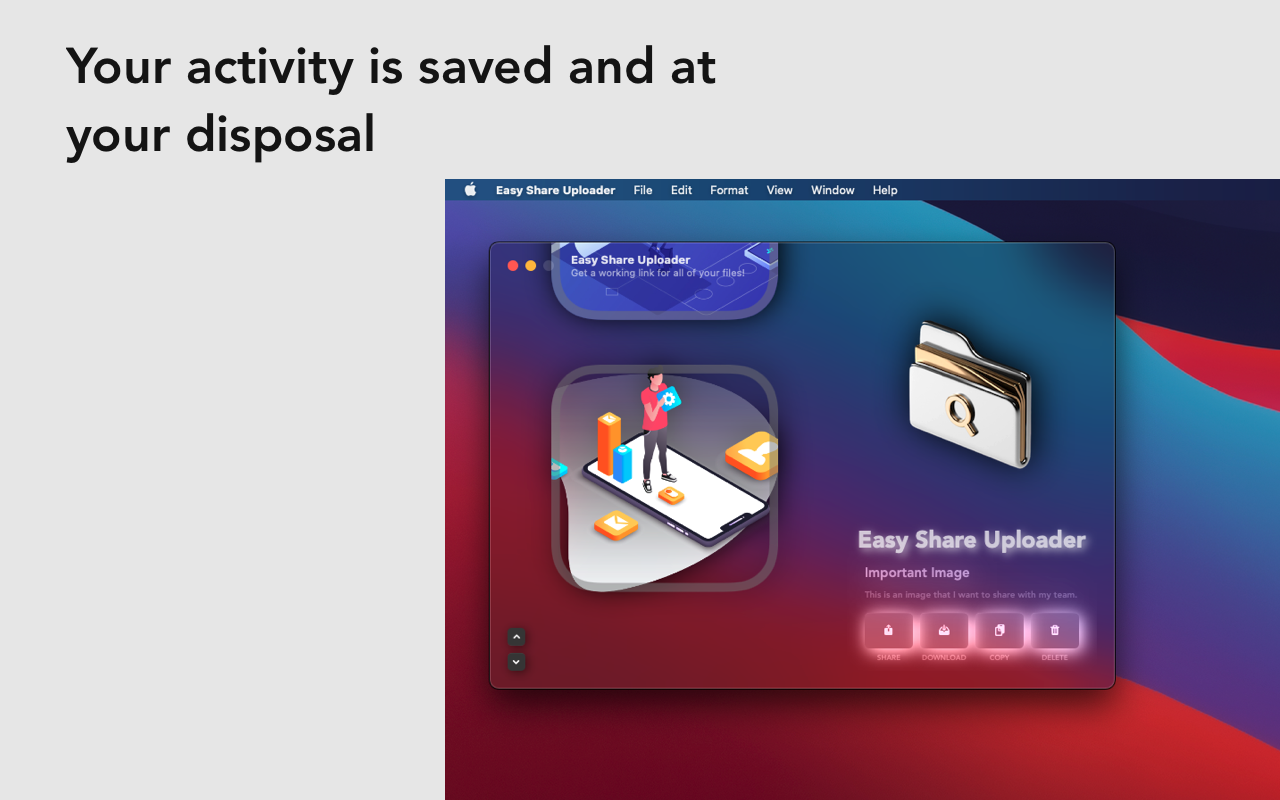 Your activity is saved and at
your disposal
Easy Share Uploader File Edit Format View Window Help
Easy Share Uploader
Get a working link for all of your files!
Easy Share Uploader
Important Image
This is an image that I want to share with my team.
SHARE DOWNLOAD COPY DELETE